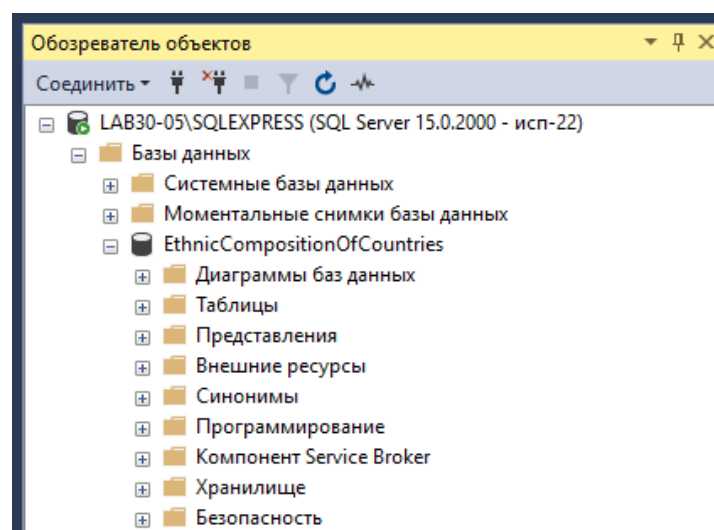 Обозреватель объектов
Соединить
LAB30-05\SQLEXPRESS (SQL Server 15.0.2000 - исп-22)
Базы данных
Системные базы данных
Моментальные снимки базы данных
EthnicCompositionOfCountries
Диаграммы баз данных
Таблицы
Представления
Внешние ресурсы
Синонимы
Программирование
Компонент Service Broker
Хранилище
Безопасность